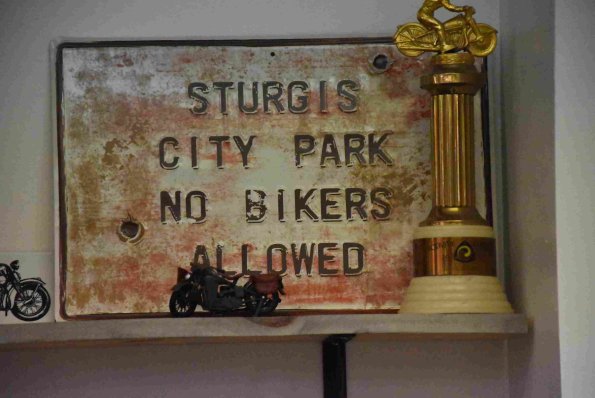 STURGIS
CITY PARK
NO BIKERS
ALLOWED